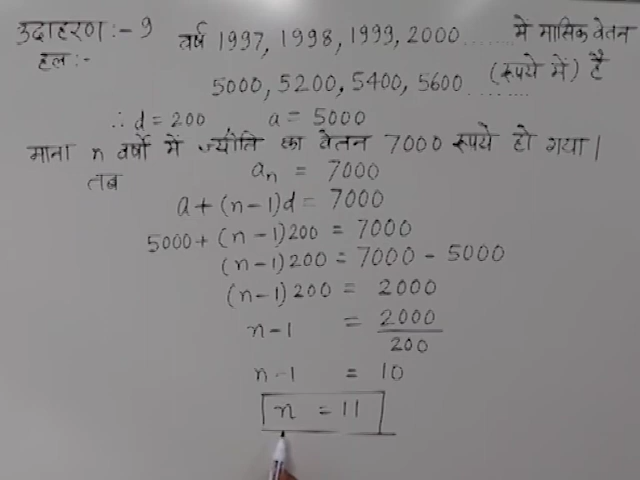 उदाहरण :- 9 वर्ष 1997, 1998, 1999, 2000 ....... में मासिक वेतन
हल :- 5000, 5200, 5400, 5600 ........ (रूपये में) है
∴ d = 200 a = 5000
माना n वर्षों में ज्योति का वेतन 7000 रूपये हो गया।
तब an = 7000
a + (n-1)d = 7000
5000 + (n-1)200 = 7000
(n-1)200 = 7000 - 5000
(n-1)200 = 2000
n-1 = 2000/200
n-1 = 10
n = 11